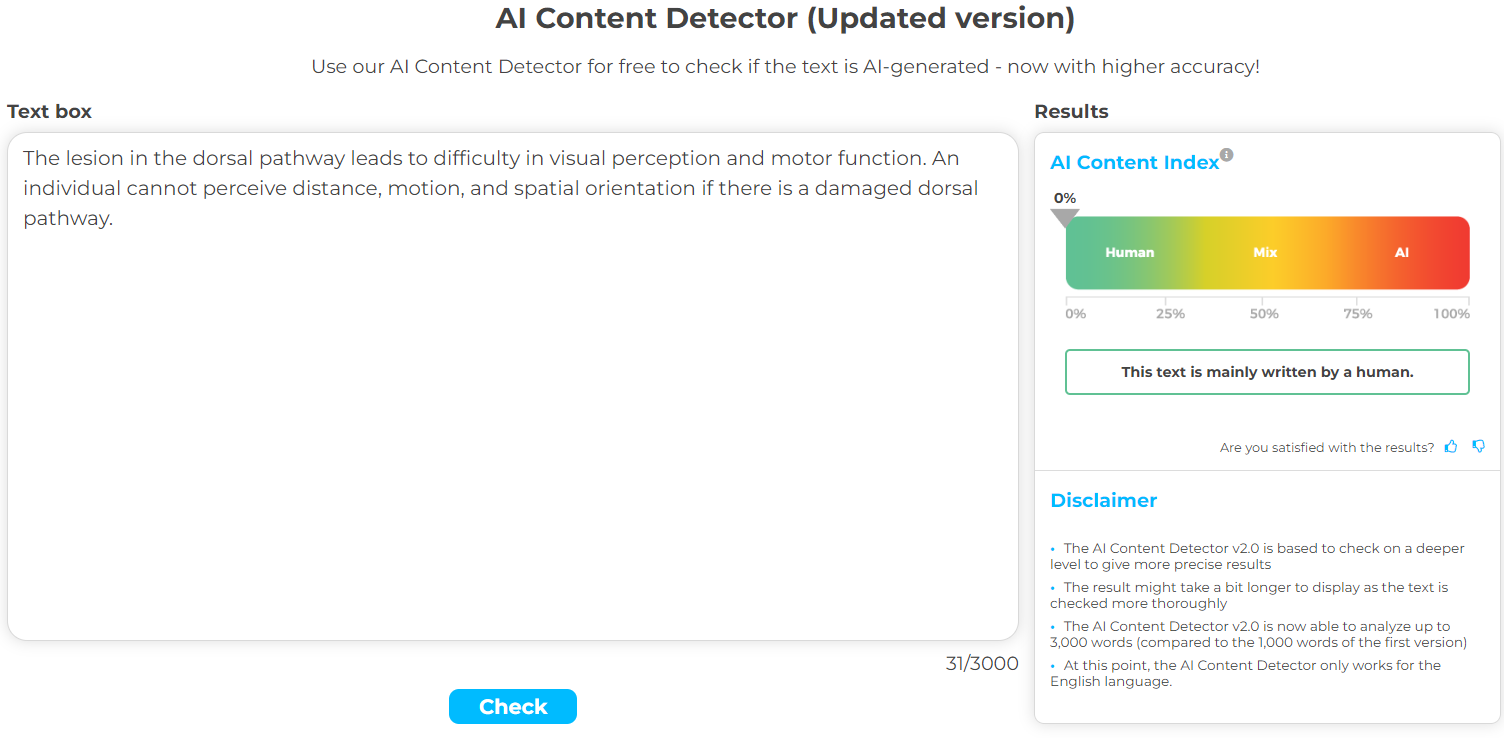 AI Content Detector (Updated version)
Use our AI Content Detector for free to check if the text is AI-generated - now with higher accuracy!
Text box
The lesion in the dorsal pathway leads to difficulty in visual perception and motor function. An
individual cannot perceive distance, motion, and spatial orientation if there is a damaged dorsal
pathway.
31/3000
Check
Results
AI Content Index
0%
Human Mix AI
0% 25% 50% 75% 100%
This text is mainly written by a human.
Are you satisfied with the results?
Disclaimer
• The AI Content Detector v2.0 is based to check on a deeper
level to give more precise results
• The result might take a bit longer to display as the text is
checked more thoroughly
• The AI Content Detector v2.0 is now able to analyze up to
3,000 words (compared to the 1,000 words of the first version)
• At this point, the AI Content Detector only works for the
English language.